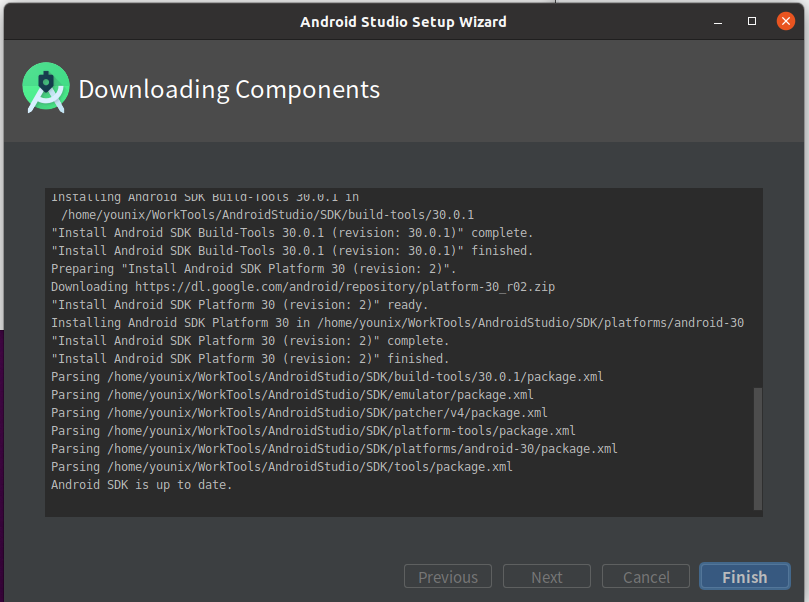 Android Studio Setup Wizard
Downloading Components
Installing Android SDK Build-Tools 30.0.1 in
/home/younix/WorkTools/AndroidStudio/SDK/build-tools/30.0.1
"Install Android SDK Build-Tools 30.0.1 (revision: 30.0.1)" complete.
"Install Android SDK Build-Tools 30.0.1 (revision: 30.0.1)" finished.
Preparing "Install Android SDK Platform 30 (revision: 2)".
Downloading https://dl.google.com/android/repository/platform-30_r02.zip
"Install Android SDK Platform 30 (revision: 2)" ready.
Installing Android SDK Platform 30 in /home/younix/WorkTools/AndroidStudio/SDK/platforms/android-30
"Install Android SDK Platform 30 (revision: 2)" complete.
"Install Android SDK Platform 30 (revision: 2)" finished.
Parsing /home/younix/WorkTools/AndroidStudio/SDK/build-tools/30.0.1/package.xml
Parsing /home/younix/WorkTools/AndroidStudio/SDK/emulator/package.xml
Parsing /home/younix/WorkTools/AndroidStudio/SDK/patcher/v4/package.xml
Parsing /home/younix/WorkTools/AndroidStudio/SDK/platform-tools/package.xml
Parsing /home/younix/WorkTools/AndroidStudio/SDK/platforms/android-30/package.xml
Parsing /home/younix/WorkTools/AndroidStudio/SDK/tools/package.xml
Android SDK is up to date.
Previous Next Cancel Finish